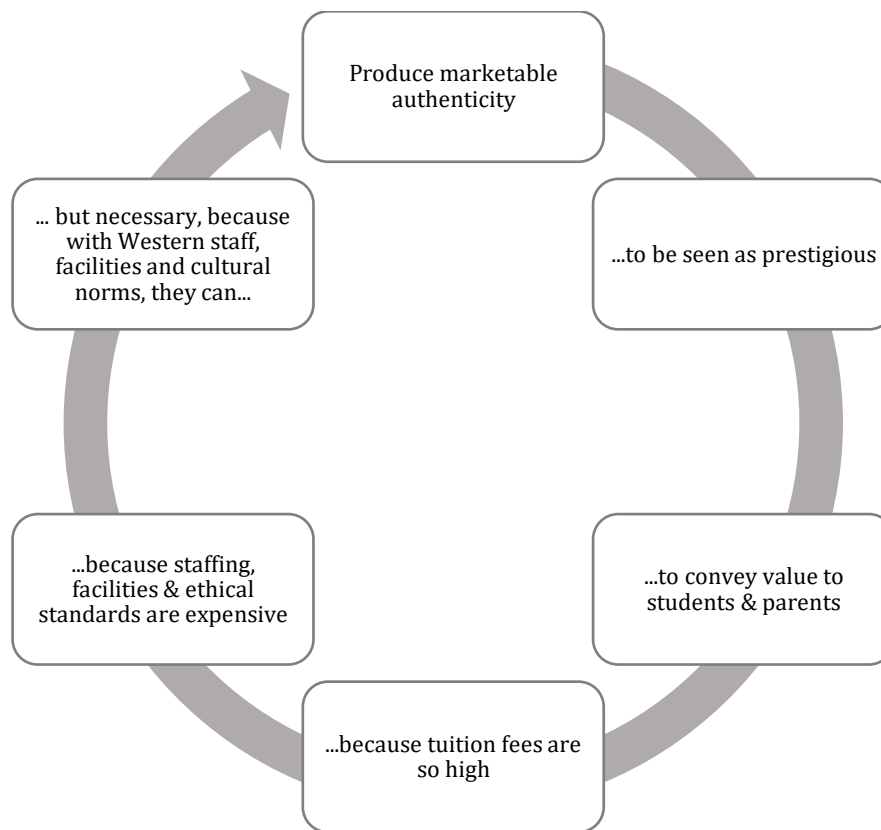 Produce marketable
authenticity
...to be seen as prestigious
...to convey value to
students & parents
...because tuition fees are
so high
...because staffing,
facilities & ethical
standards are expensive
... but necessary, because
with Western staff,
facilities and cultural
norms, they can...